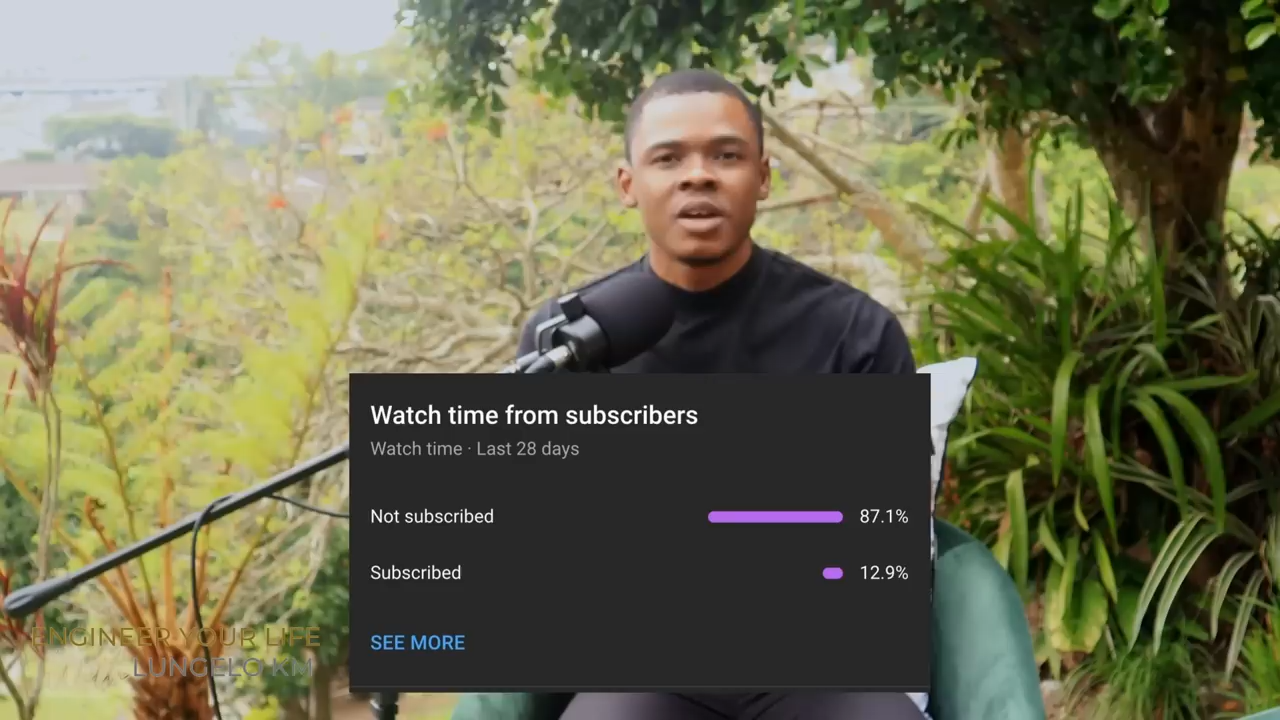 Watch time from subscribers
Watch time · Last 28 days
Not subscribed 87.1%
Subscribed 12.9%
SEE MORE
ENGINEER YOUR LIFE
LUNGELO KM